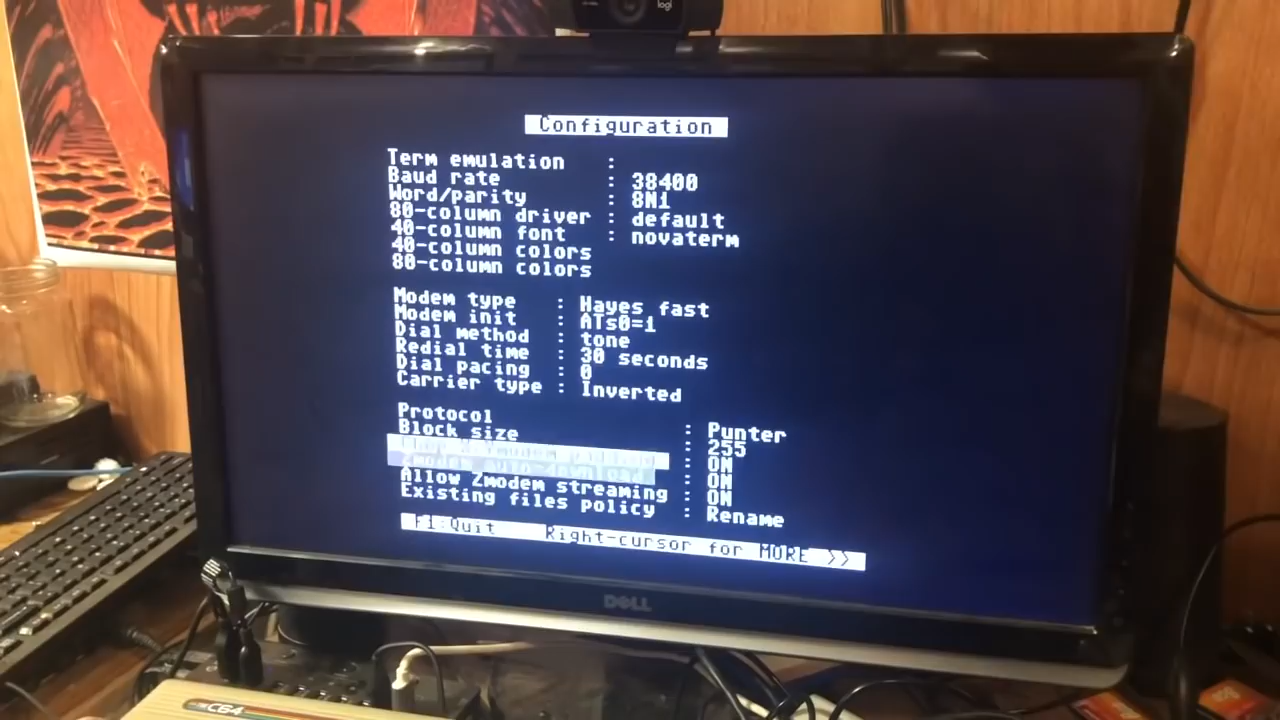 logi
Configuration
Term emulation :
Baud rate : 38400
Word/parity : 8N1
80-column driver : default
40-column font : novaterm
40-column colors
80-column colors
Modem type : Hayes fast
Modem init : ATs0=1
Dial method : tone
Redial time : 30 seconds
Dial pacing : 0
Carrier type : Inverted
Protocol : Punter
Block size : 255
: ON
Zmodem auto-download : ON
Allow Zmodem streaming : ON
Existing files policy : Rename
F1:Quit Right-cursor for MORE >>
DELL
C64